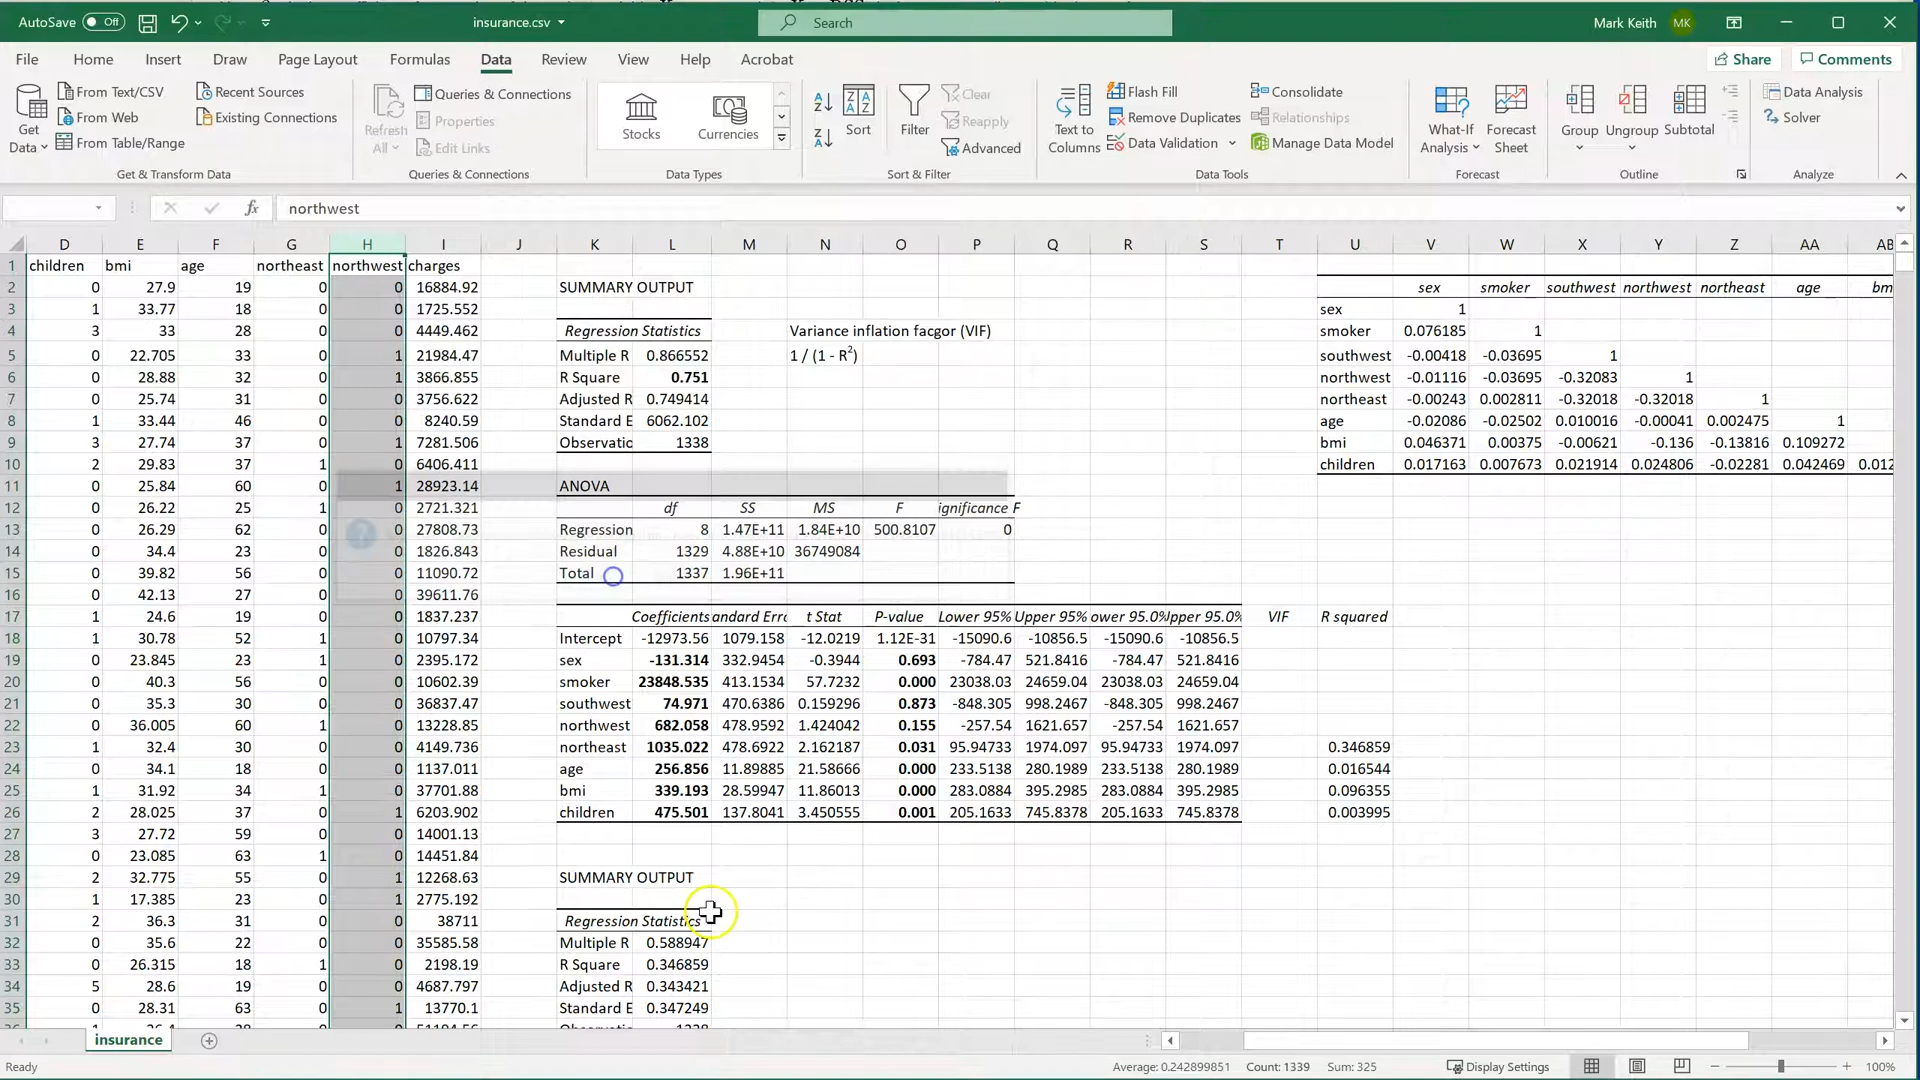 AutoSave Off insurance.csv Search Mark Keith MK
File Home Insert Draw Page Layout Formulas Data Review View Help Acrobat Share Comments
Get Data From Text/CSV From Web From Table/Range Recent Sources Existing Connections
Get & Transform Data
Refresh All Queries & Connections Properties Edit Links
Queries & Connections
Stocks Currencies
Data Types
Sort Filter Clear Reapply Advanced
Sort & Filter
Text to Columns Flash Fill Remove Duplicates Data Validation Consolidate Relationships Manage Data Model
Data Tools
What-If Analysis Forecast Sheet
Forecast
Group Ungroup Subtotal
Outline
Data Analysis Solver
Analyze
fx northwest
D E F G H I J K L M N O P Q R S T U V W X Y Z AA AB
1 children bmi age northeast northwest charges
2 0 27.9 19 0 0 16884.92 SUMMARY OUTPUT sex smoker southwest northwest northeast age bm
3 1 33.77 18 0 0 1725.552 sex 1
4 3 33 28 0 0 4449.462 Regression Statistics Variance inflation facgor (VIF) smoker 0.076185 1
5 0 22.705 33 0 1 21984.47 Multiple R 0.866552 1 / (1 - R²) southwest -0.00418 -0.03695 1
6 0 28.88 32 0 1 3866.855 R Square 0.751 northwest -0.01116 -0.03695 -0.32083 1
7 0 25.74 31 0 0 3756.622 Adjusted R 0.749414 northeast -0.00243 0.002811 -0.32018 -0.32018 1
8 1 33.44 46 0 0 8240.59 Standard E 6062.102 age -0.02086 -0.02502 0.010016 -0.00041 0.002475 1
9 3 27.74 37 0 1 7281.506 Observatio 1338 bmi 0.046371 0.00375 -0.00621 -0.136 -0.13816 0.109272
10 2 29.83 37 1 0 6406.411 children 0.017163 0.007673 0.021914 0.024806 -0.02281 0.042469 0.012
11 0 25.84 60 0 1 28923.14 ANOVA
12 0 26.22 25 1 0 2721.321 df SS MS F ignificance F
13 0 26.29 62 0 0 27808.73 Regression 8 1.47E+11 1.84E+10 500.8107 0
14 0 34.4 23 0 0 1826.843 Residual 1329 4.88E+10 36749084
15 0 39.82 56 0 0 11090.72 Total 1337 1.96E+11
16 0 42.13 27 0 0 39611.76
17 1 24.6 19 0 0 1837.237 Coefficients andard Erro t Stat P-value Lower 95% Upper 95% ower 95.0% Ipper 95.0% VIF R squared
18 1 30.78 52 1 0 10797.34 Intercept -12973.56 1079.158 -12.0219 1.12E-31 -15090.6 -10856.5 -15090.6 -10856.5
19 0 23.845 23 1 0 2395.172 sex -131.314 332.9454 -0.3944 0.693 -784.47 521.8416 -784.47 521.8416
20 0 40.3 56 0 0 10602.39 smoker 23848.535 413.1534 57.7232 0.000 23038.03 24659.04 23038.03 24659.04
21 0 35.3 30 0 0 36837.47 southwest 74.971 470.6386 0.159296 0.873 -848.305 998.2467 -848.305 998.2467
22 0 36.005 60 1 0 13228.85 northwest 682.058 478.9592 1.424042 0.155 -257.54 1621.657 -257.54 1621.657
23 1 32.4 30 0 0 4149.736 northeast 1035.022 478.6922 2.162187 0.031 95.94733 1974.097 95.94733 1974.097 0.346859
24 0 34.1 18 0 0 1137.011 age 256.856 11.89885 21.58666 0.000 233.5138 280.1989 233.5138 280.1989 0.016544
25 1 31.92 34 1 0 37701.88 bmi 339.193 28.59947 11.86013 0.000 283.0884 395.2985 283.0884 395.2985 0.096355
26 2 28.025 37 0 1 6203.902 children 475.501 137.8041 3.450555 0.001 205.1633 745.8378 205.1633 745.8378 0.003995
27 3 27.72 59 0 0 14001.13
28 0 23.085 63 1 0 14451.84
29 2 32.775 55 0 1 12268.63 SUMMARY OUTPUT
30 1 17.385 23 0 1 2775.192
31 2 36.3 31 0 0 38711 Regression Statistics
32 0 35.6 22 0 0 35585.58 Multiple R 0.588947
33 0 26.315 18 1 0 2198.19 R Square 0.346859
34 5 28.6 19 0 0 4687.797 Adjusted R 0.343421
35 0 28.31 63 0 1 13770.1 Standard E 0.347249
insurance
Ready Average: 0.242899851 Count: 1339 Sum: 325 Display Settings 100%